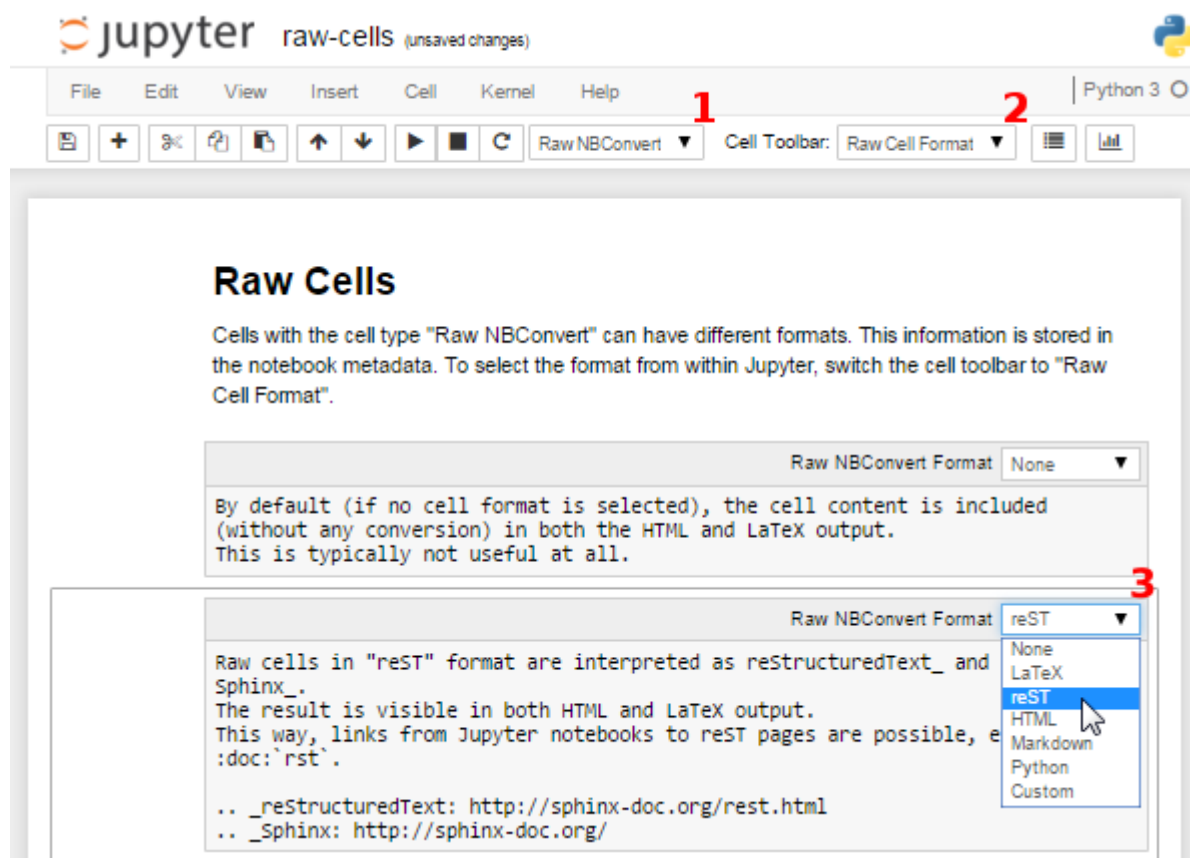 jupyter raw-cells (unsaved changes)
File Edit View Insert Cell Kernel Help Python 3
1 2
Raw NBConvert Cell Toolbar: Raw Cell Format
Raw Cells
Cells with the cell type "Raw NBConvert" can have different formats. This information is stored in
the notebook metadata. To select the format from within Jupyter, switch the cell toolbar to "Raw
Cell Format".
Raw NBConvert Format None
By default (if no cell format is selected), the cell content is included
(without any conversion) in both the HTML and LaTeX output.
This is typically not useful at all.
3
Raw NBConvert Format reST
Raw cells in "reST" format are interpreted as reStructuredText_ and
Sphinx_.
The result is visible in both HTML and LaTeX output.
This way, links from Jupyter notebooks to reST pages are possible, e
:doc:`rst`.
.. _reStructuredText: http://sphinx-doc.org/rest.html
.. _Sphinx: http://sphinx-doc.org/
None
LaTeX
reST
HTML
Markdown
Python
Custom